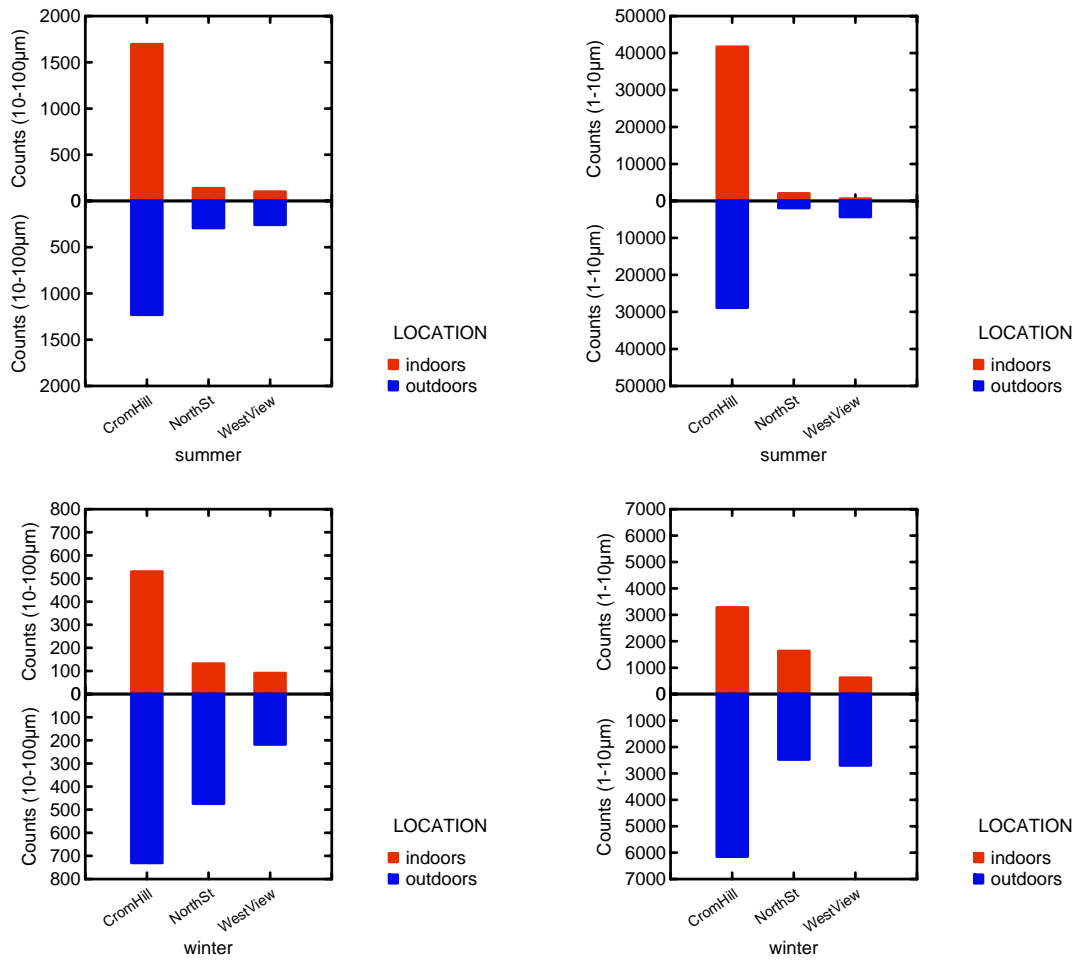 2000
1500
1000
500
0
500
1000
1500
2000
Counts (10-100µm)
Counts (10-100µm)
CromHill
NorthSt
WestView
summer
LOCATION
indoors
outdoors
50000
40000
30000
20000
10000
0
10000
20000
30000
40000
50000
Counts (1-10µm)
Counts (1-10µm)
CromHill
NorthSt
WestView
summer
LOCATION
indoors
outdoors
800
700
600
500
400
300
200
100
0
100
200
300
400
500
600
700
800
Counts (10-100µm)
Counts (10-100µm)
CromHill
NorthSt
WestView
winter
LOCATION
indoors
outdoors
7000
6000
5000
4000
3000
2000
1000
0
1000
2000
3000
4000
5000
6000
7000
Counts (1-10µm)
Counts (1-10µm)
CromHill
NorthSt
WestView
winter
LOCATION
indoors
outdoors